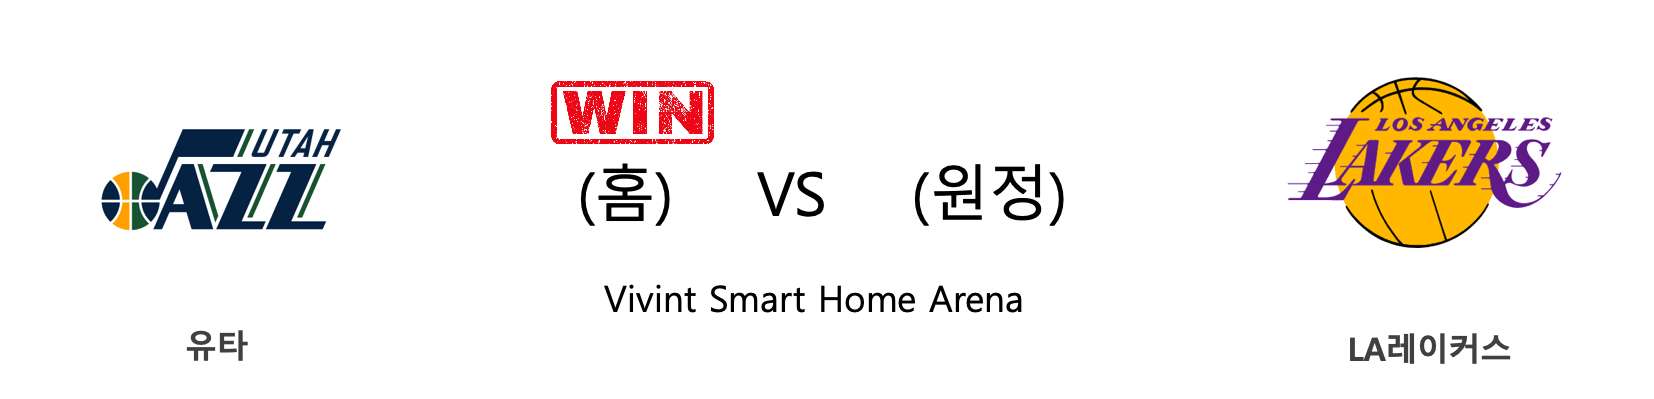 UTAH
JAZZ
유타
WIN
(홈) VS (원정)
Vivint Smart Home Arena
LOS ANGELES
LAKERS
LA레이커스